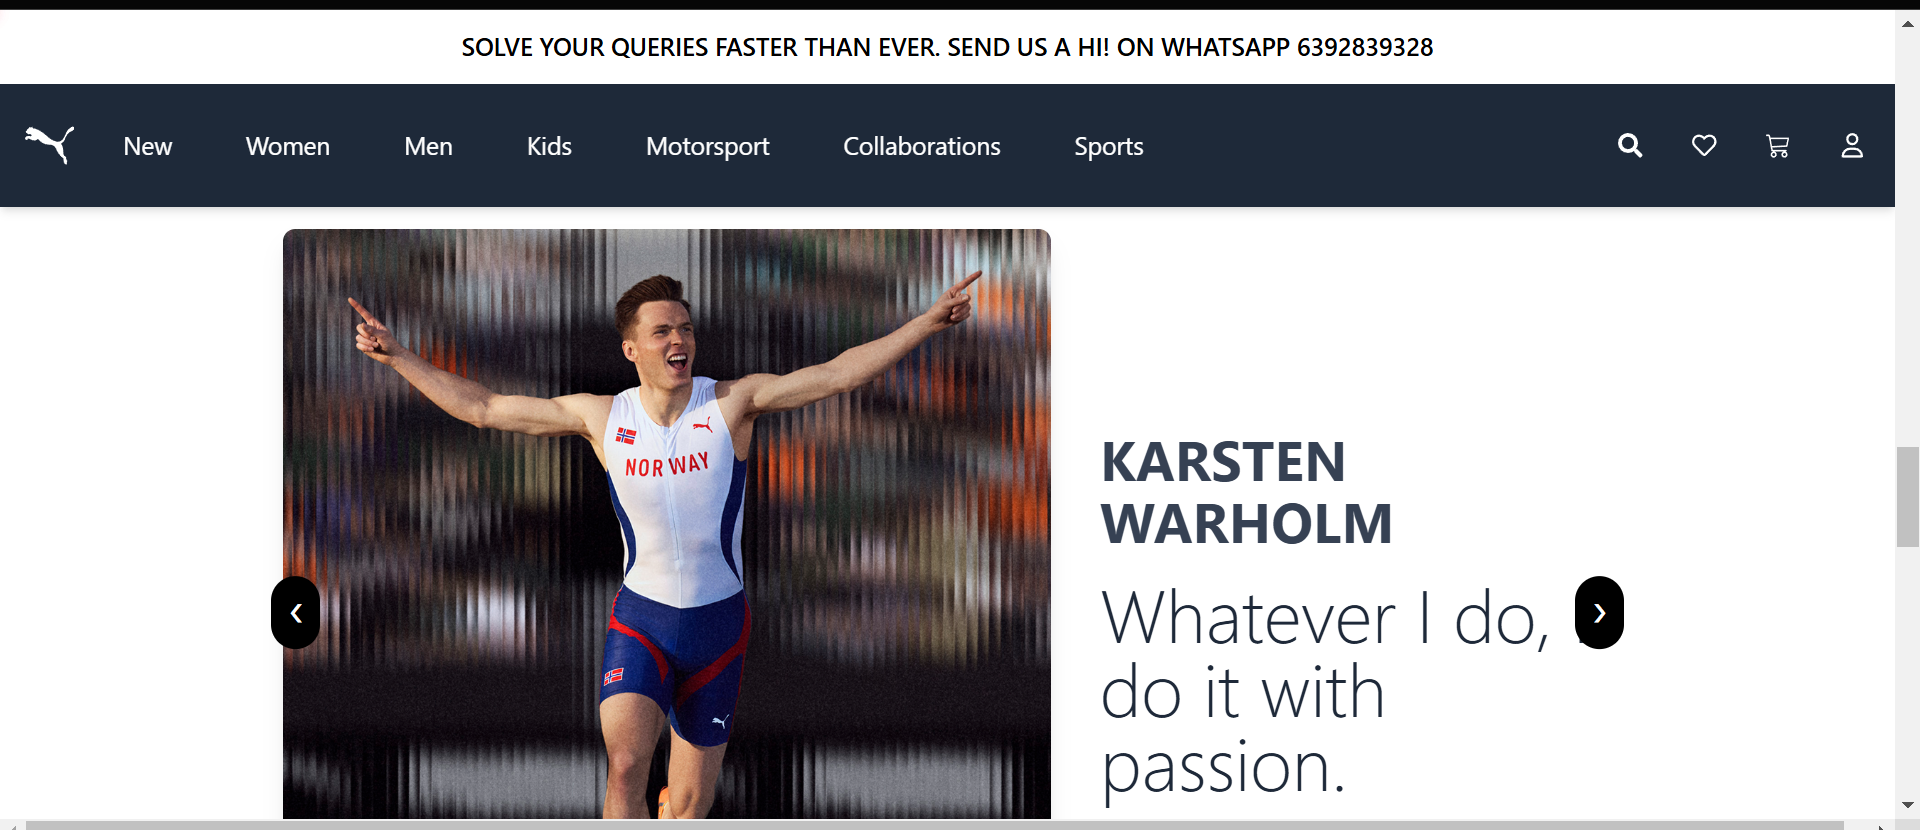 SOLVE YOUR QUERIES FASTER THAN EVER. SEND US A HI! ON WHATSAPP 6392839328
New Women Men Kids Motorsport Collaborations Sports
NORWAY
KARSTEN
WARHOLM
Whatever I do,
do it with
passion.